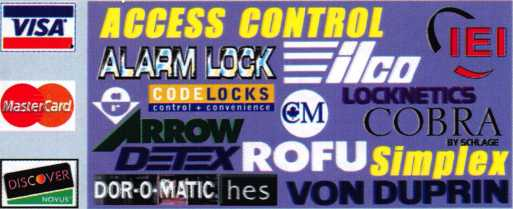 VISA
MasterCard
DISCOVER
NOVUS
ACCESS CONTROL
IEI
ALARM LOCK
ilco
CODELOCKS
control + convenience
LOCKNETICS
CM
COBRA
BY SCHLAGE
ARROW
DETEX
ROFU
Simplex
DOR-O-MATIC
hes
VON DUPRIN